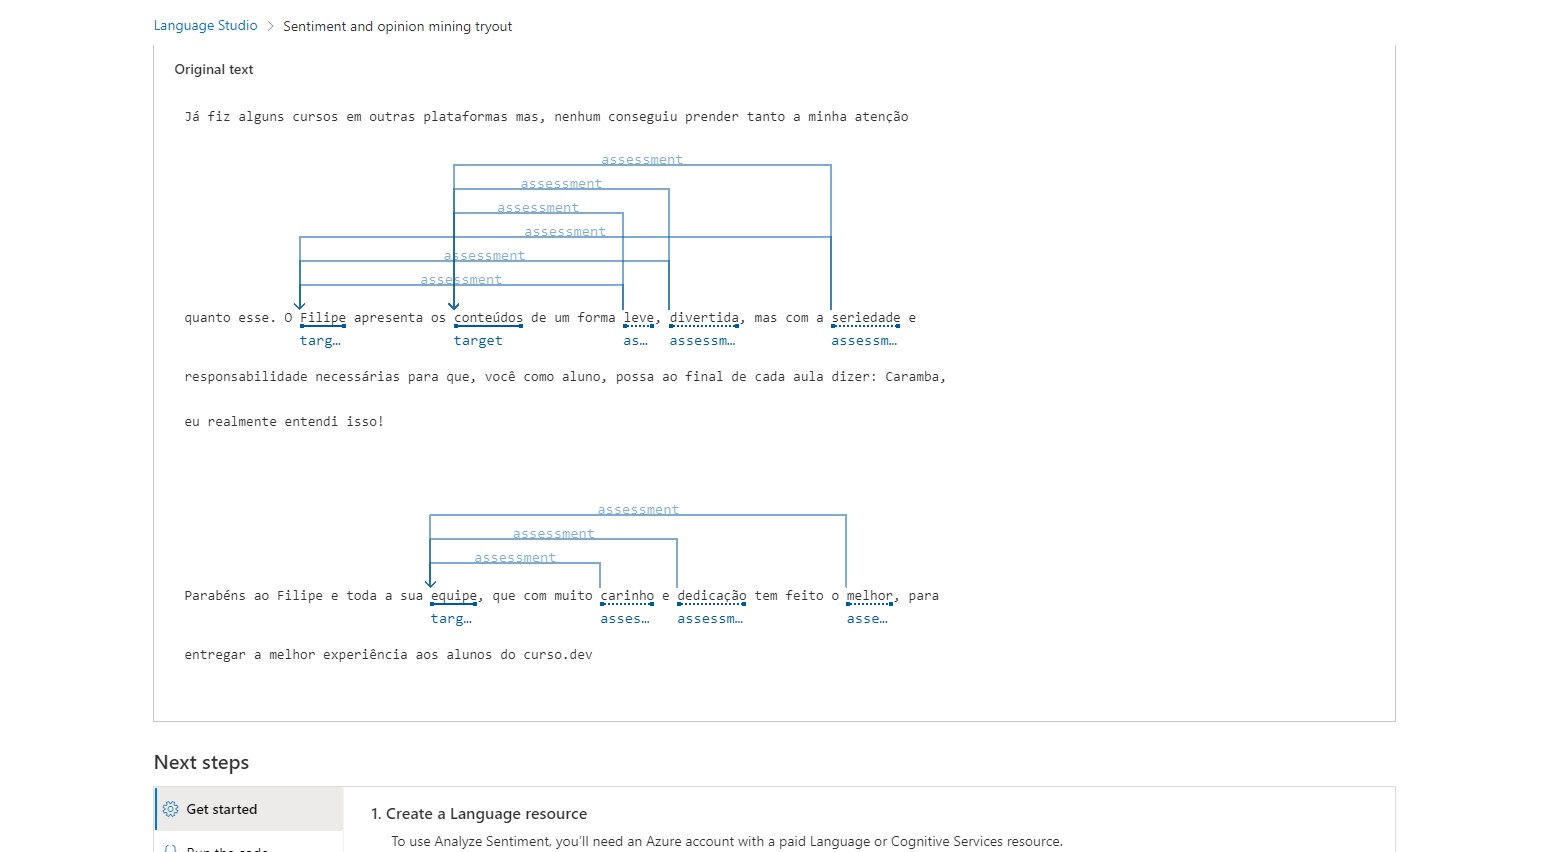 Language Studio > Sentiment and opinion mining tryout
Original text
Já fiz alguns cursos em outras plataformas mas, nenhum conseguiu prender tanto a minha atenção
assessment
assessment
assessment
assessment
assessment
assessment
quanto esse. O Filipe apresenta os conteúdos de um forma leve, divertida, mas com a seriedade e
targ… target as… assessm… assessm…
responsabilidade necessárias para que, você como aluno, possa ao final de cada aula dizer: Caramba,
eu realmente entendi isso!
assessment
assessment
assessment
Parabéns ao Filipe e toda a sua equipe, que com muito carinho e dedicação tem feito o melhor, para
targ… asses… assessm… asse…
entregar a melhor experiência aos alunos do curso.dev
Next steps
Get started
1. Create a Language resource
To use Analyze Sentiment, you'll need an Azure account with a paid Language or Cognitive Services resource.
Run the code